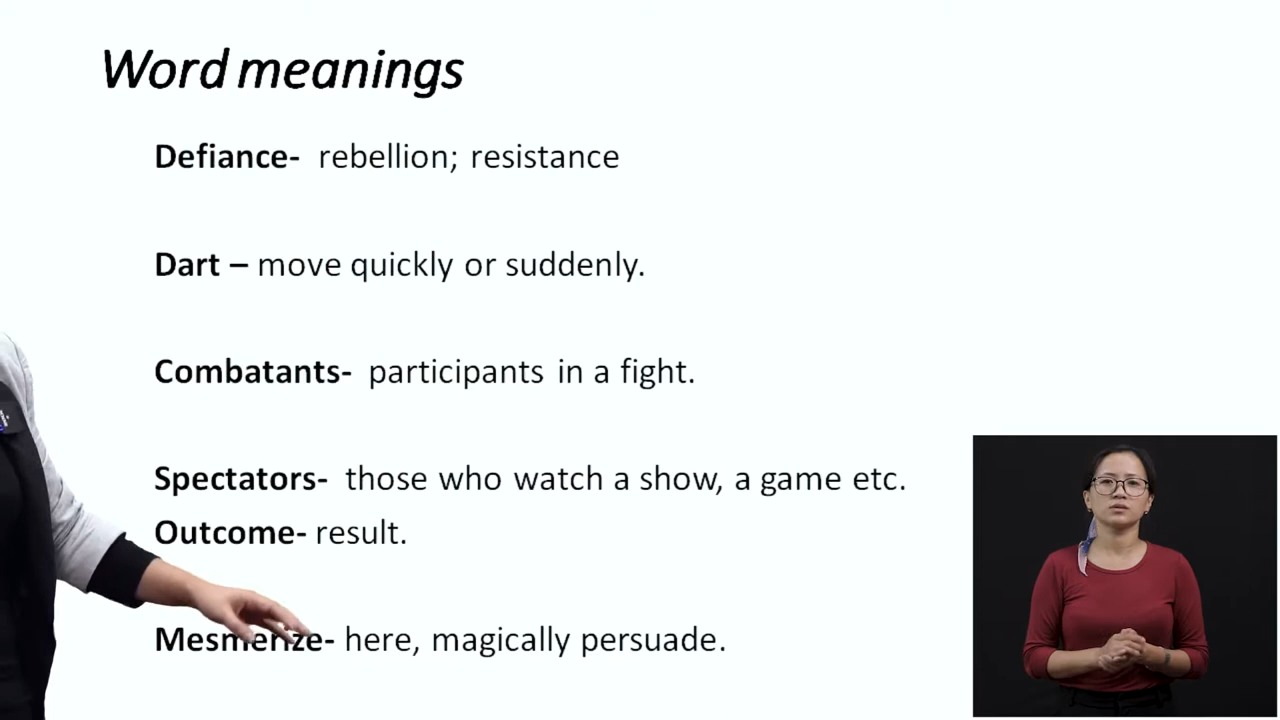 Word meanings
Defiance- rebellion; resistance
Dart – move quickly or suddenly.
Combatants- participants in a fight.
Spectators- those who watch a show, a game etc.
Outcome- result.
Mesmerize- here, magically persuade.